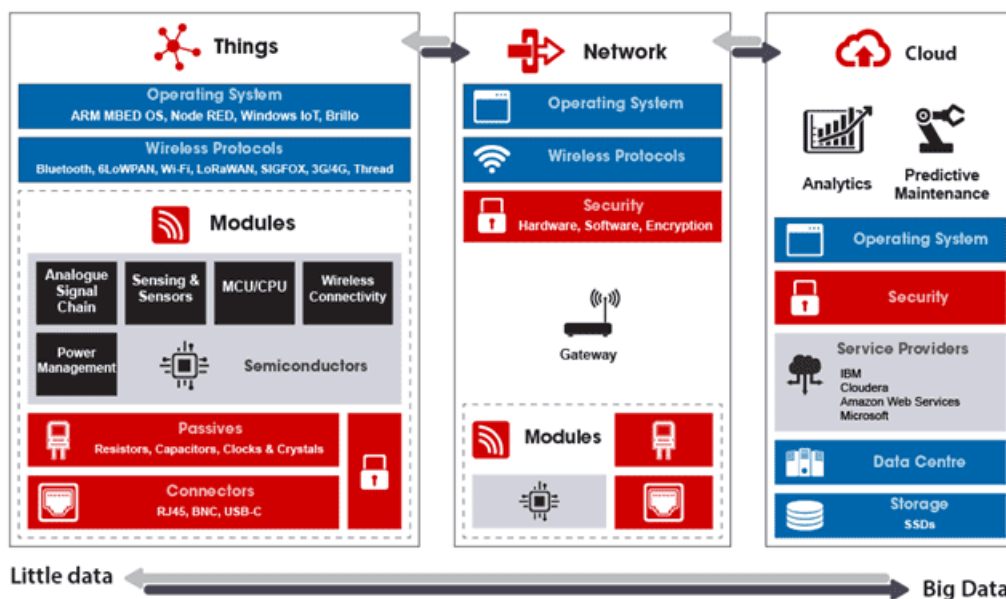 Things
Operating System
ARM MBED OS, Node RED, Windows IoT, Brillo
Wireless Protocols
Bluetooth, 6LoWPAN, Wi-Fi, LoRaWAN, SIGFOX, 3G/4G, Thread
Modules
Analogue
Signal
Chain
Sensing &
Sensors
MCU/CPU
Wireless
Connectivity
Power
Management
Semiconductors
Passives
Resistors, Capacitors, Clocks & Crystals
Connectors
RJ45, BNC, USB-C
Network
Operating System
Wireless Protocols
Security
Hardware, Software, Encryption
Gateway
Modules
Cloud
Analytics
Predictive
Maintenance
Operating System
Security
Service Providers
IBM
Cloudera
Amazon Web Services
Microsoft
Data Centre
Storage
SSDs
Little data
Big Data